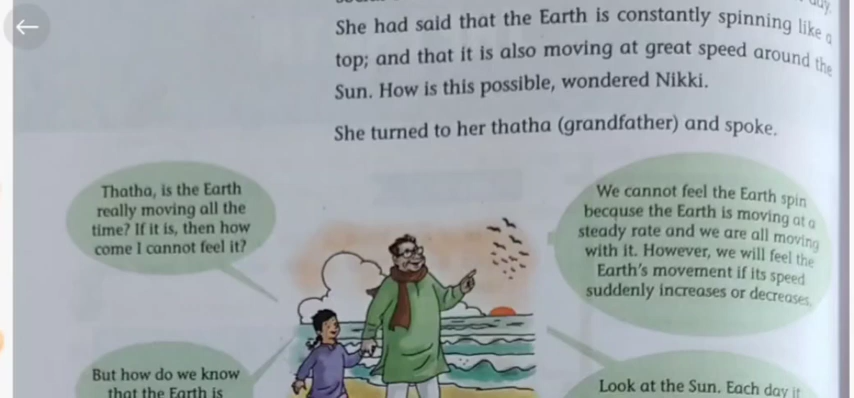 She had said that the Earth is constantly spinning like a
top; and that it is also moving at great speed around the
Sun. How is this possible, wondered Nikki.
She turned to her thatha (grandfather) and spoke.
Thatha, is the Earth
really moving all the
time? If it is, then how
come I cannot feel it?
We cannot feel the Earth spin
because the Earth is moving at a
steady rate and we are all moving
with it. However, we will feel the
Earth's movement if its speed
suddenly increases or decreases.
But how do we know
that the Earth is
Look at the Sun. Each day it